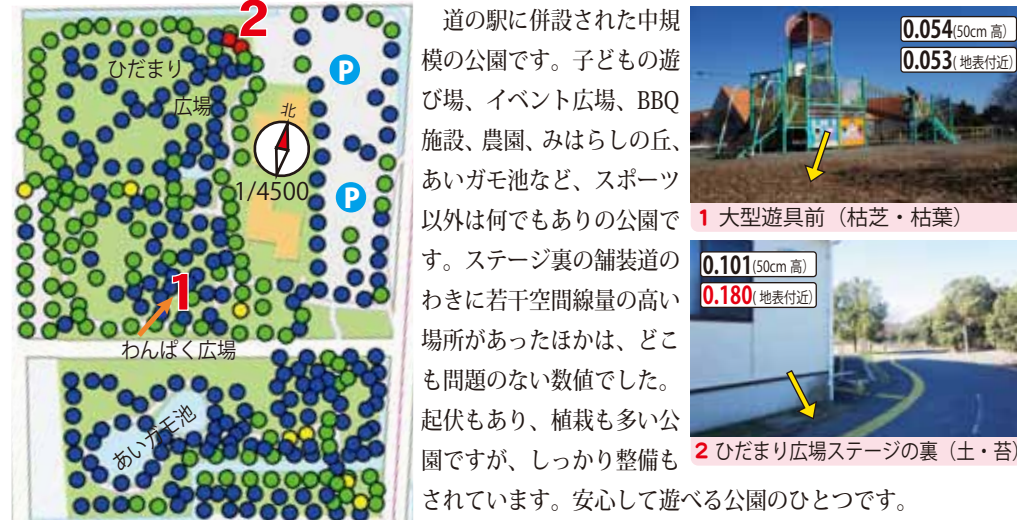 2
ひだまり
広場
P
北
1/4500
P
1
わんぱく広場
あいガモ池
道の駅に併設された中規
模の公園です。子どもの遊
び場、イベント広場、BBQ
施設、農園、みはらしの丘、
あいガモ池など、スポーツ
以外は何でもありの公園で
す。ステージ裏の舗装道の
わきに若干空間線量の高い
場所があったほかは、どこ
も問題のない数値でした。
起伏もあり、植栽も多い公
園ですが、しっかり整備も
されています。安心して遊べる公園のひとつです。
0.054(50cm 高)
0.053(地表付近)
1 大型遊具前（枯芝・枯葉）
0.101(50cm 高)
0.180(地表付近)
2 ひだまり広場ステージの裏（土・苔）